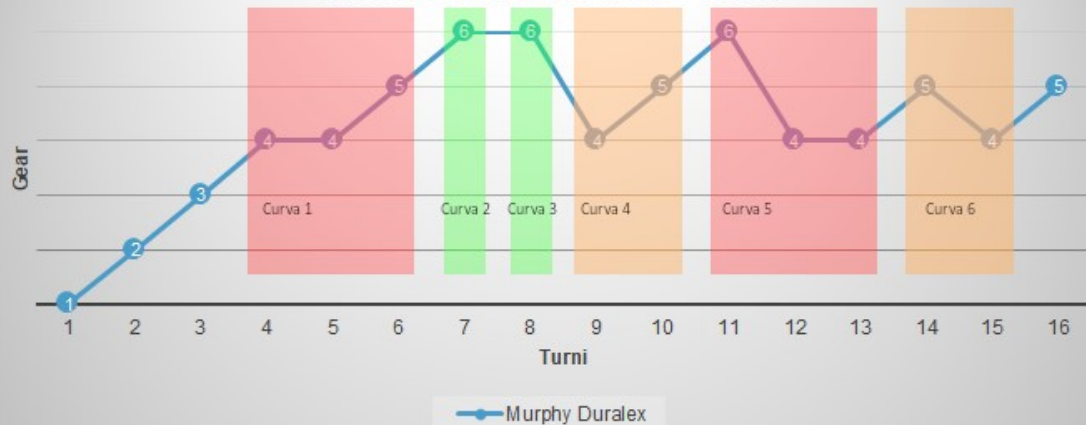 6 6 6
5 5 5 5
4 4 4 4 4 4
3
2
1
Gear
Curva 1 Curva 2 Curva 3 Curva 4 Curva 5 Curva 6
1 2 3 4 5 6 7 8 9 10 11 12 13 14 15 16
Turni
Murphy Duralex